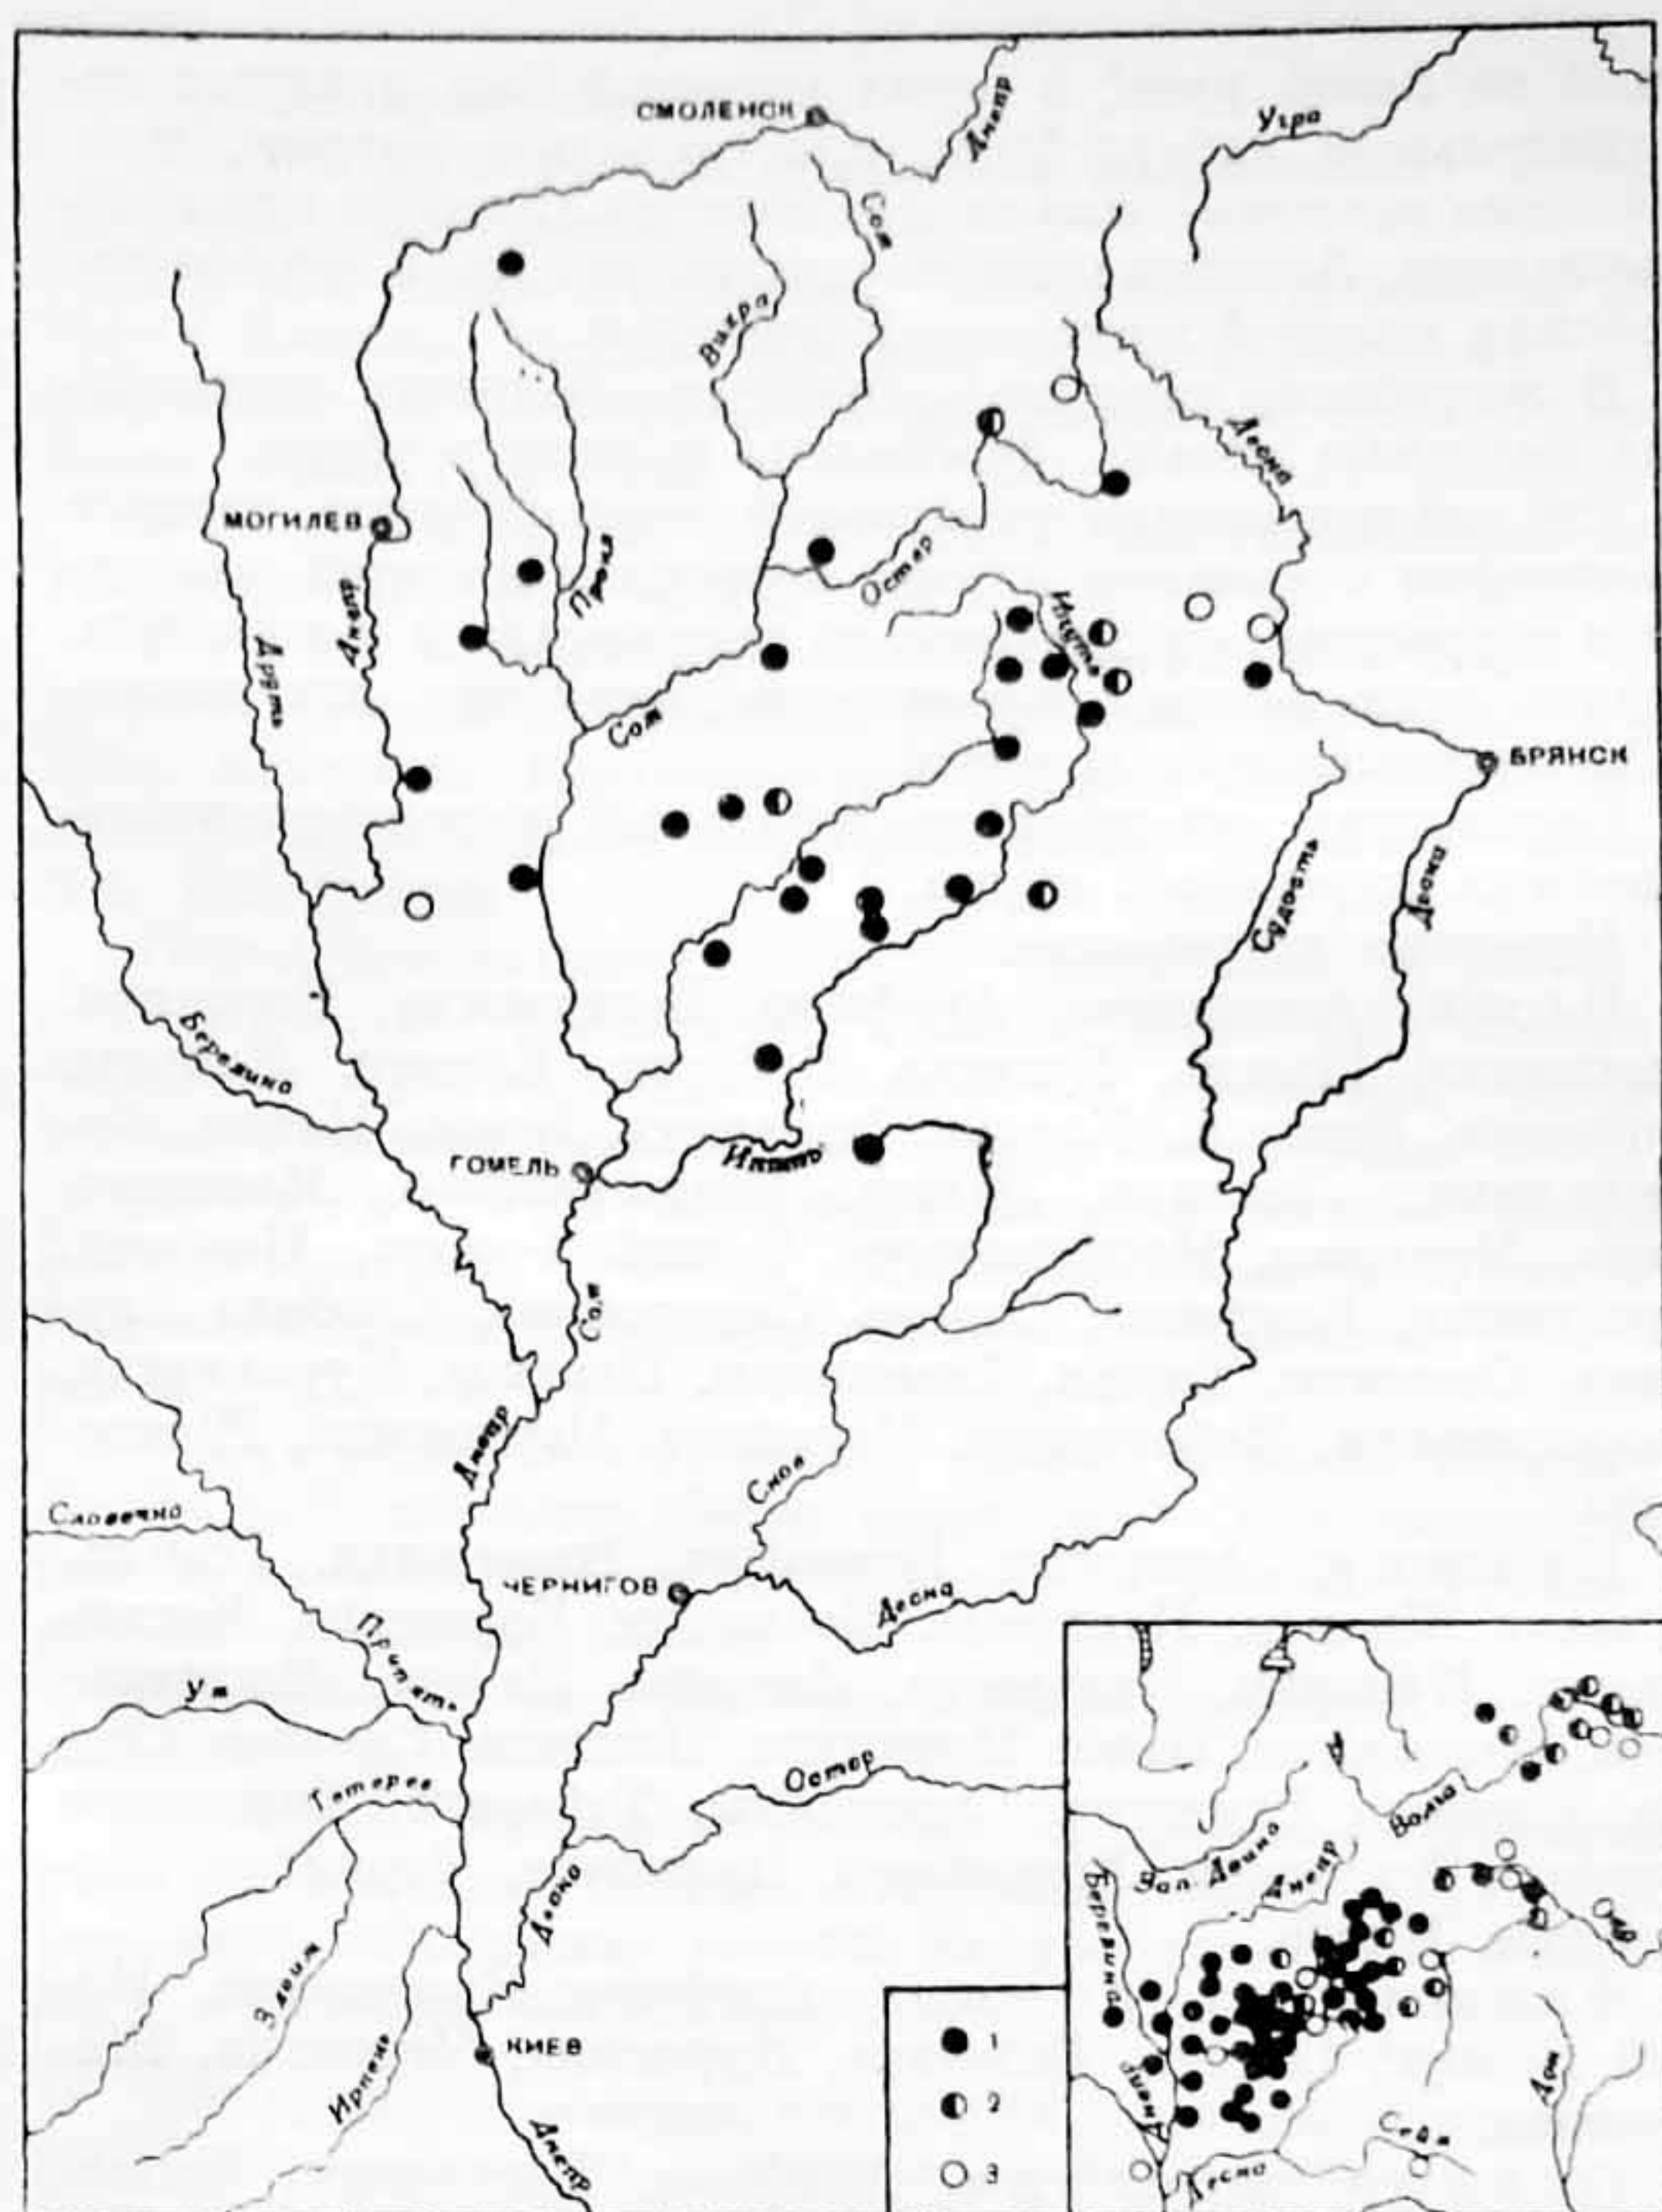 СМОЛЕНСК
Днепр
Угра
Сож
Вихра
Десна
МОГИЛЕВ
Днепр
Проня
Остер
Ипуть
Друть
Сож
БРЯНСК
Судость
Десна
Березина
ГОМЕЛЬ
Ипуть
Сож
Днепр
Снов
Словечна
ЧЕРНИГОВ
Десна
Припять
Уж
Тетерев
Остер
Волга
Зап. Двина
Днепр
Березина
Десна
Здвиж
Ирпень
КИЕВ
1
2
3
Днепр
Днепр
Дон
Сейм
Десна